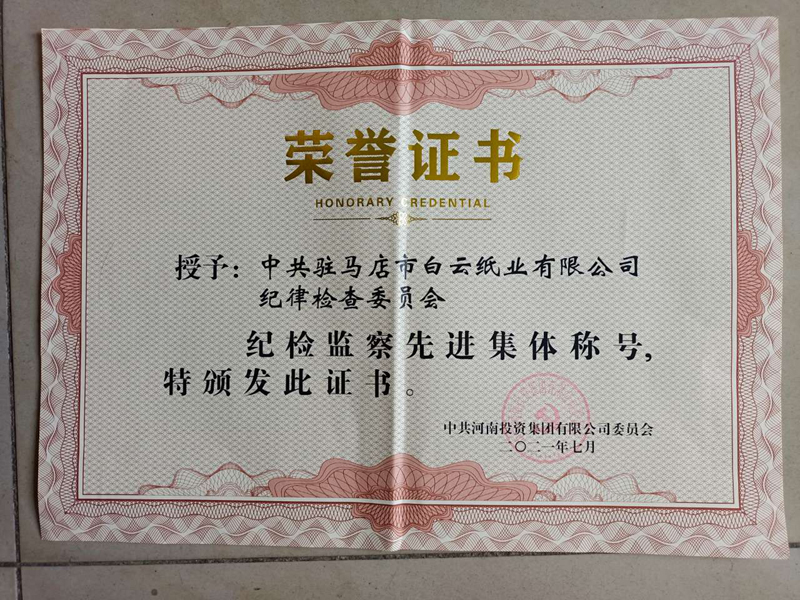 荣誉证书
HONORARY CREDENTIAL
授予：中共驻马店市白云纸业有限公司
纪律检查委员会
纪检监察先进集体称号，
特颁发此证书。
中共河南投资集团有限公司委员会
二〇二一年七月